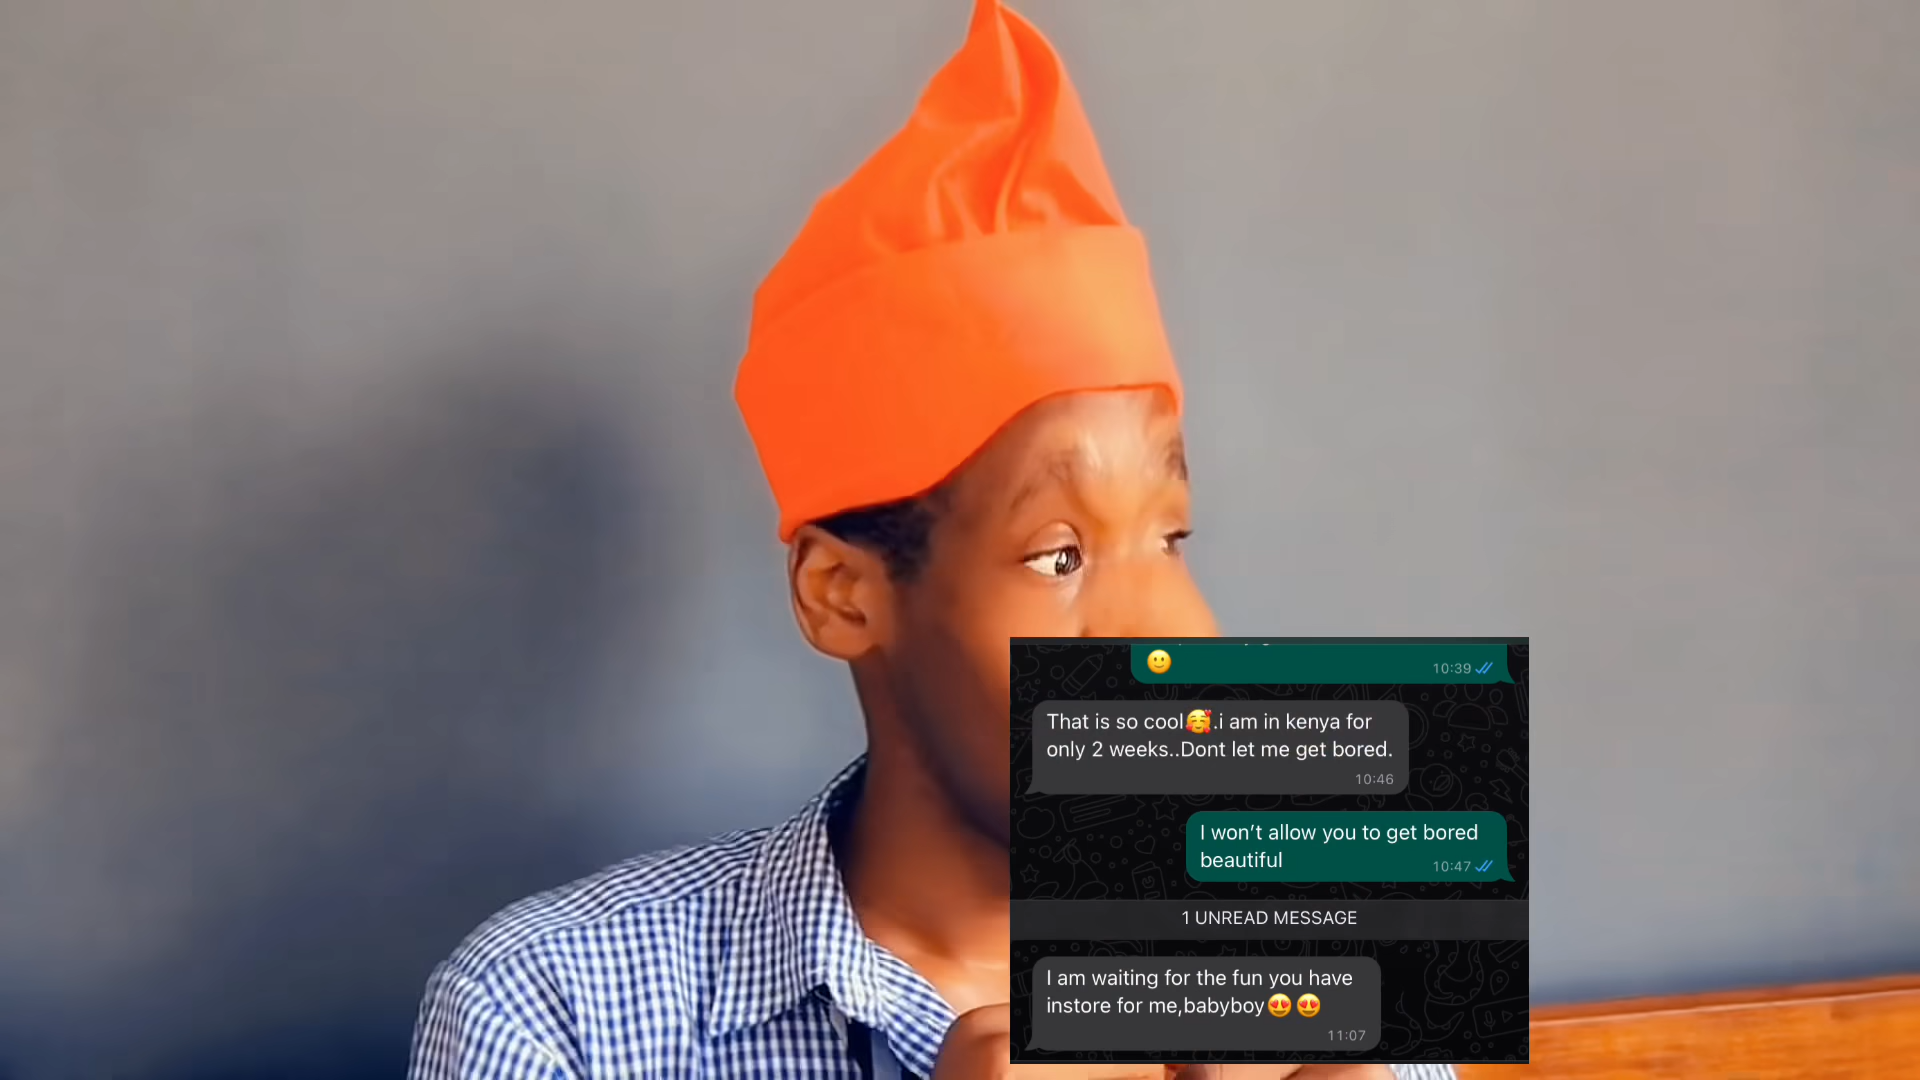 🙂
10:39
That is so cool🥰.i am in kenya for
only 2 weeks..Dont let me get bored.
10:46
I won’t allow you to get bored
beautiful
10:47
1 UNREAD MESSAGE
I am waiting for the fun you have
instore for me,babyboy😍😍
11:07